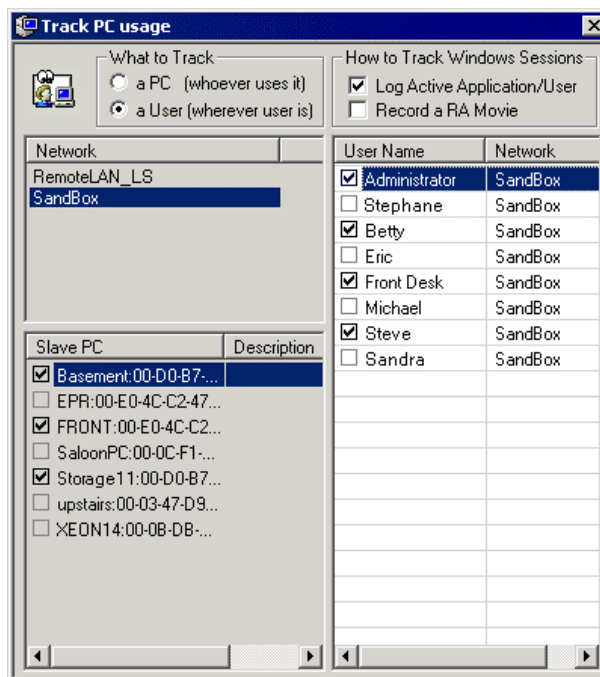 Track PC usage
What to Track
a PC (whoever uses it)
a User (wherever user is)
How to Track Windows Sessions
Log Active Application/User
Record a RA Movie
Network
RemoteLAN_LS
SandBox
Slave PC Description
Basement:00-D0-B7-...
EPR:00-E0-4C-C2-47...
FRONT:00-E0-4C-C2...
SaloonPC:00-0C-F1-...
Storage11:00-D0-B7...
upstairs:00-03-47-D9...
XEON14:00-0B-DB-...
User Name Network
Administrator SandBox
Stephane SandBox
Betty SandBox
Eric SandBox
Front Desk SandBox
Michael SandBox
Steve SandBox
Sandra SandBox